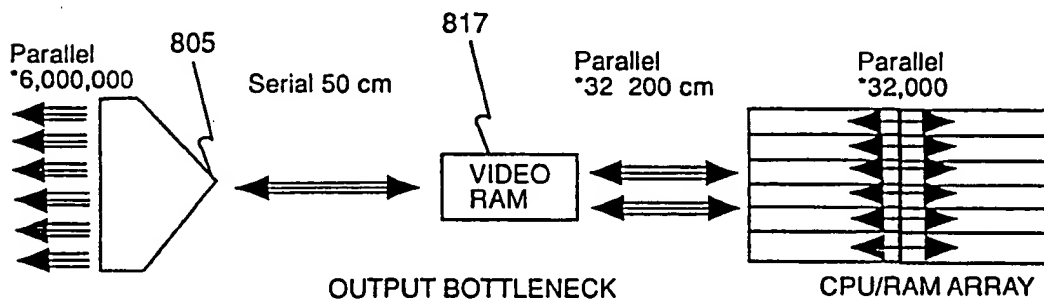 805
817
Parallel
*6,000,000
Serial 50 cm
Parallel
*32 200 cm
Parallel
*32,000
VIDEO
RAM
OUTPUT BOTTLENECK
CPU/RAM ARRAY